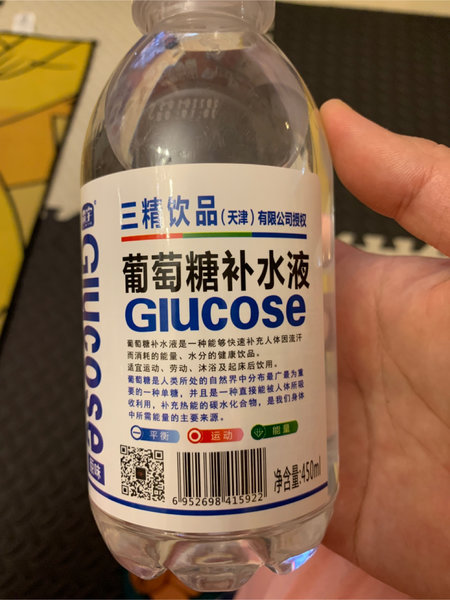 三精饮品(天津)有限公司授权
葡萄糖补水液
Glucose
葡萄糖补水液是一种能够快速补充人体因流汗
而消耗的能量、水分的健康饮品。
适宜运动、劳动、沐浴及起床后饮用。
葡萄糖是人类所处的自然界中分布最广最为重
要的一种单糖,并且是一种直接能被人体所吸
收利用,补充热能的碳水化合物,是我们身体
中所需能量的主要来源。
平衡 运动 能量
6 952698 415922
净含量:450ml
Glucose